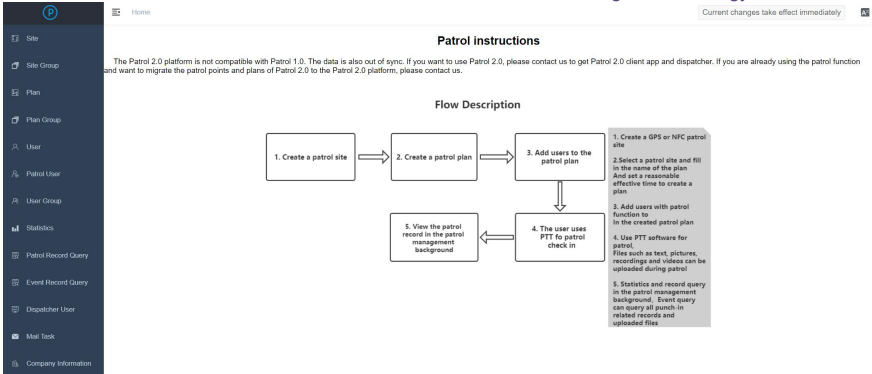 P
Home
Current changes take effect immediately
Site
Site Group
Plan
Plan Group
User
Patrol User
User Group
Statistics
Patrol Record Query
Event Record Query
Dispatcher User
Mail Task
Company Information
Patrol instructions
The Patrol 2.0 platform is not compatible with Patrol 1.0. The data is also out of sync. If you want to use Patrol 2.0, please contact us to get Patrol 2.0 client app and dispatcher. If you are already using the patrol function
and want to migrate the patrol points and plans of Patrol 2.0 to the Patrol 2.0 platform, please contact us.
Flow Description
1. Create a patrol site
2. Create a patrol plan
3. Add users to the
patrol plan
4. The user uses
PTT fo patrol
check in
5. View the patrol
record in the patrol
management
background
1. Create a GPS or NFC patrol
site
2.Select a patrol site and fill
in the name of the plan
And set a reasonable
effective time to create a
plan
3. Add users with patrol
function to
In the created patrol plan
4. Use PTT software for
patrol,
Files such as text, pictures,
recordings and videos can be
uploaded during patrol
5. Statistics and record query
in the patrol management
background, Event query
can query all punch-in
related records and
uploaded files